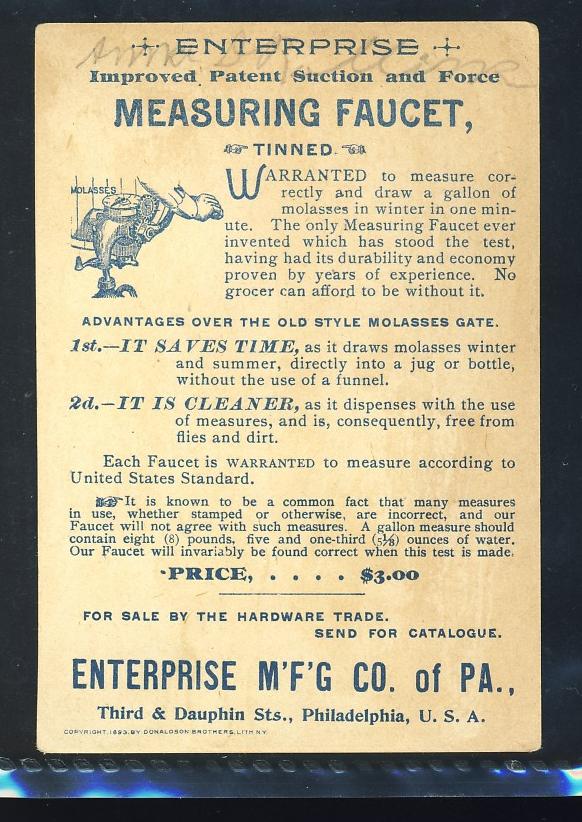 ENTERPRISE
Improved Patent Suction and Force
MEASURING FAUCET,
TINNED.
MOLASSES
WARRANTED to measure cor-
rectly and draw a gallon of
molasses in winter in one min-
ute. The only Measuring Faucet ever
invented which has stood the test,
having had its durability and economy
proven by years of experience. No
grocer can afford to be without it.
ADVANTAGES OVER THE OLD STYLE MOLASSES GATE.
1st.—IT SAVES TIME, as it draws molasses winter
and summer, directly into a jug or bottle,
without the use of a funnel.
2d.—IT IS CLEANER, as it dispenses with the use
of measures, and is, consequently, free from
flies and dirt.
Each Faucet is WARRANTED to measure according to
United States Standard.
It is known to be a common fact that many measures
in use, whether stamped or otherwise, are incorrect, and our
Faucet will not agree with such measures. A gallon measure should
contain eight (8) pounds, five and one-third (5⅓) ounces of water.
Our Faucet will invariably be found correct when this test is made.
PRICE, . . . . $3.00
FOR SALE BY THE HARDWARE TRADE.
SEND FOR CATALOGUE.
ENTERPRISE M'F'G CO. of PA.,
Third & Dauphin Sts., Philadelphia, U. S. A.
COPYRIGHT, 1893, BY DONALDSON BROTHERS, LITH N.Y.